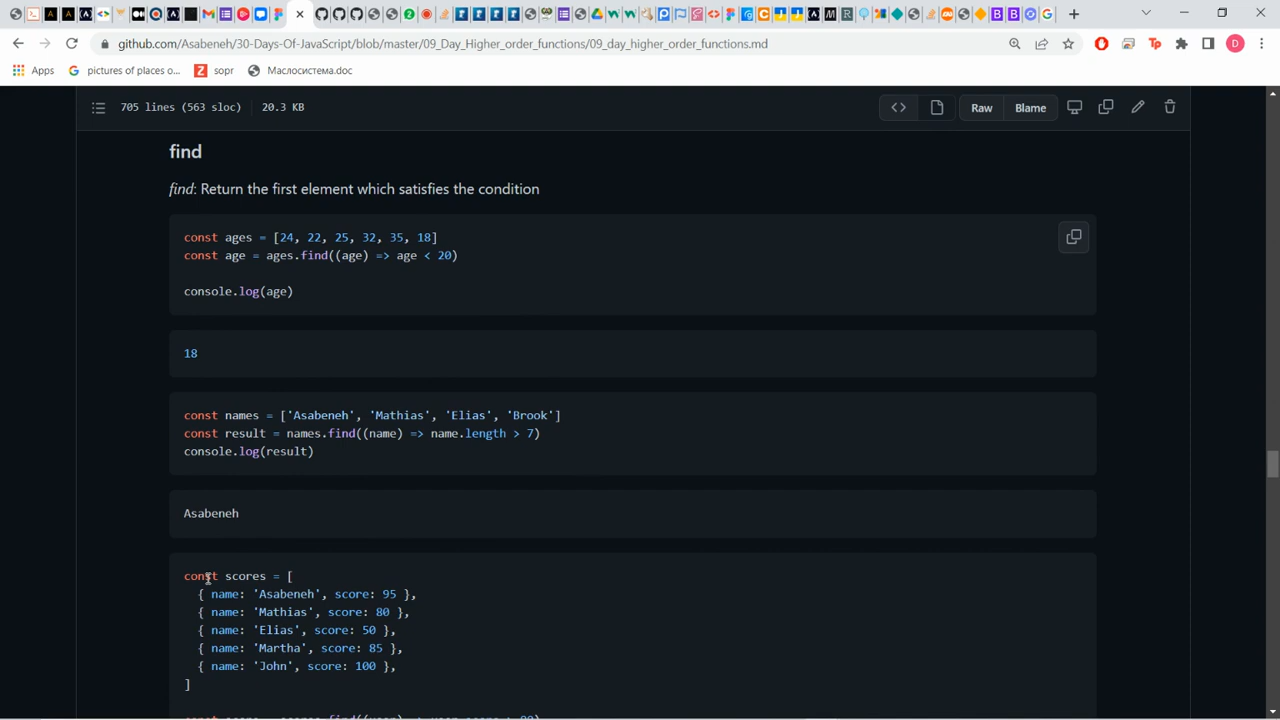 github.com/Asabeneh/30-Days-Of-JavaScript/blob/master/09_Day_Higher_order_functions/09_day_higher_order_functions.md
Apps
pictures of places o...
sopr
Маслосистема.doc
705 lines (563 sloc)
20.3 KB
Raw
Blame
find
find: Return the first element which satisfies the condition
const ages = [24, 22, 25, 32, 35, 18]
const age = ages.find((age) => age < 20)
console.log(age)
18
const names = ['Asabeneh', 'Mathias', 'Elias', 'Brook']
const result = names.find((name) => name.length > 7)
console.log(result)
Asabeneh
const scores = [
{ name: 'Asabeneh', score: 95 },
{ name: 'Mathias', score: 80 },
{ name: 'Elias', score: 50 },
{ name: 'Martha', score: 85 },
{ name: 'John', score: 100 },
]